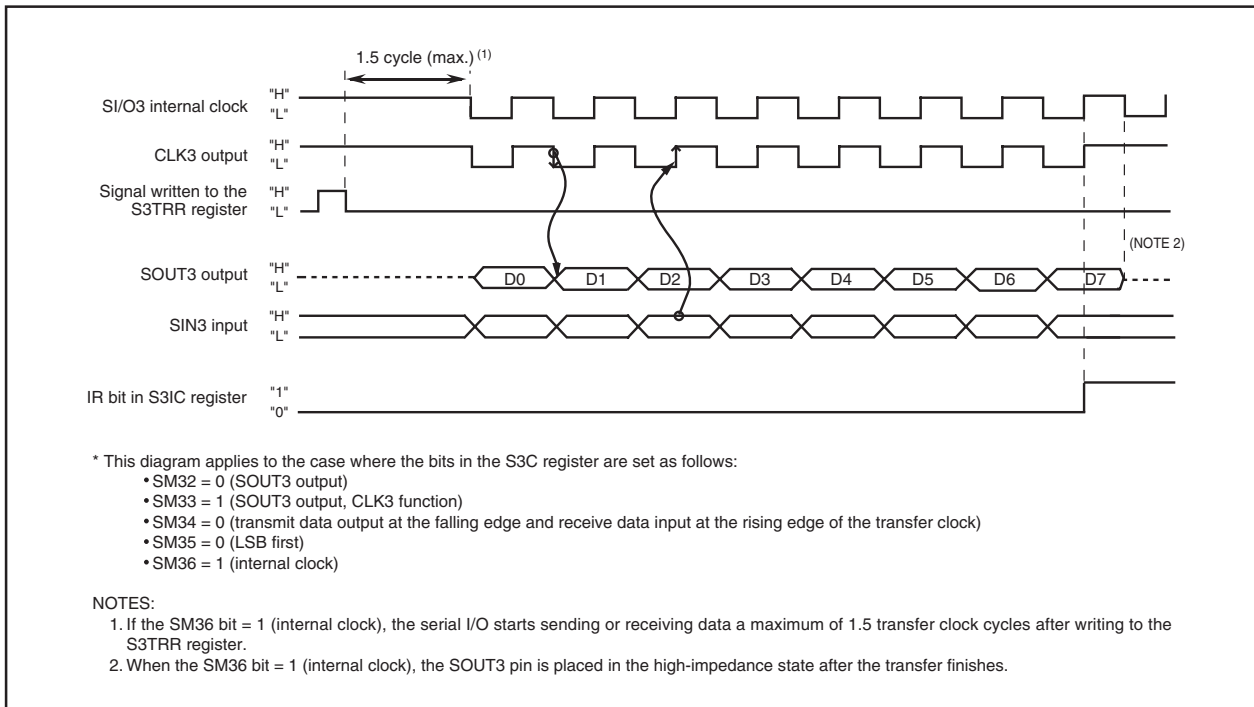 1.5 cycle (max.) (1)
SI/O3 internal clock "H"
"L"
CLK3 output "H"
"L"
Signal written to the
S3TRR register
"H"
"L"
(NOTE 2)
SOUT3 output "H"
"L"
D0 D1 D2 D3 D4 D5 D6 D7
SIN3 input "H"
"L"
IR bit in S3IC register "1"
"0"
* This diagram applies to the case where the bits in the S3C register are set as follows:
• SM32 = 0 (SOUT3 output)
• SM33 = 1 (SOUT3 output, CLK3 function)
• SM34 = 0 (transmit data output at the falling edge and receive data input at the rising edge of the transfer clock)
• SM35 = 0 (LSB first)
• SM36 = 1 (internal clock)
NOTES:
1. If the SM36 bit = 1 (internal clock), the serial I/O starts sending or receiving data a maximum of 1.5 transfer clock cycles after writing to the
S3TRR register.
2. When the SM36 bit = 1 (internal clock), the SOUT3 pin is placed in the high-impedance state after the transfer finishes.